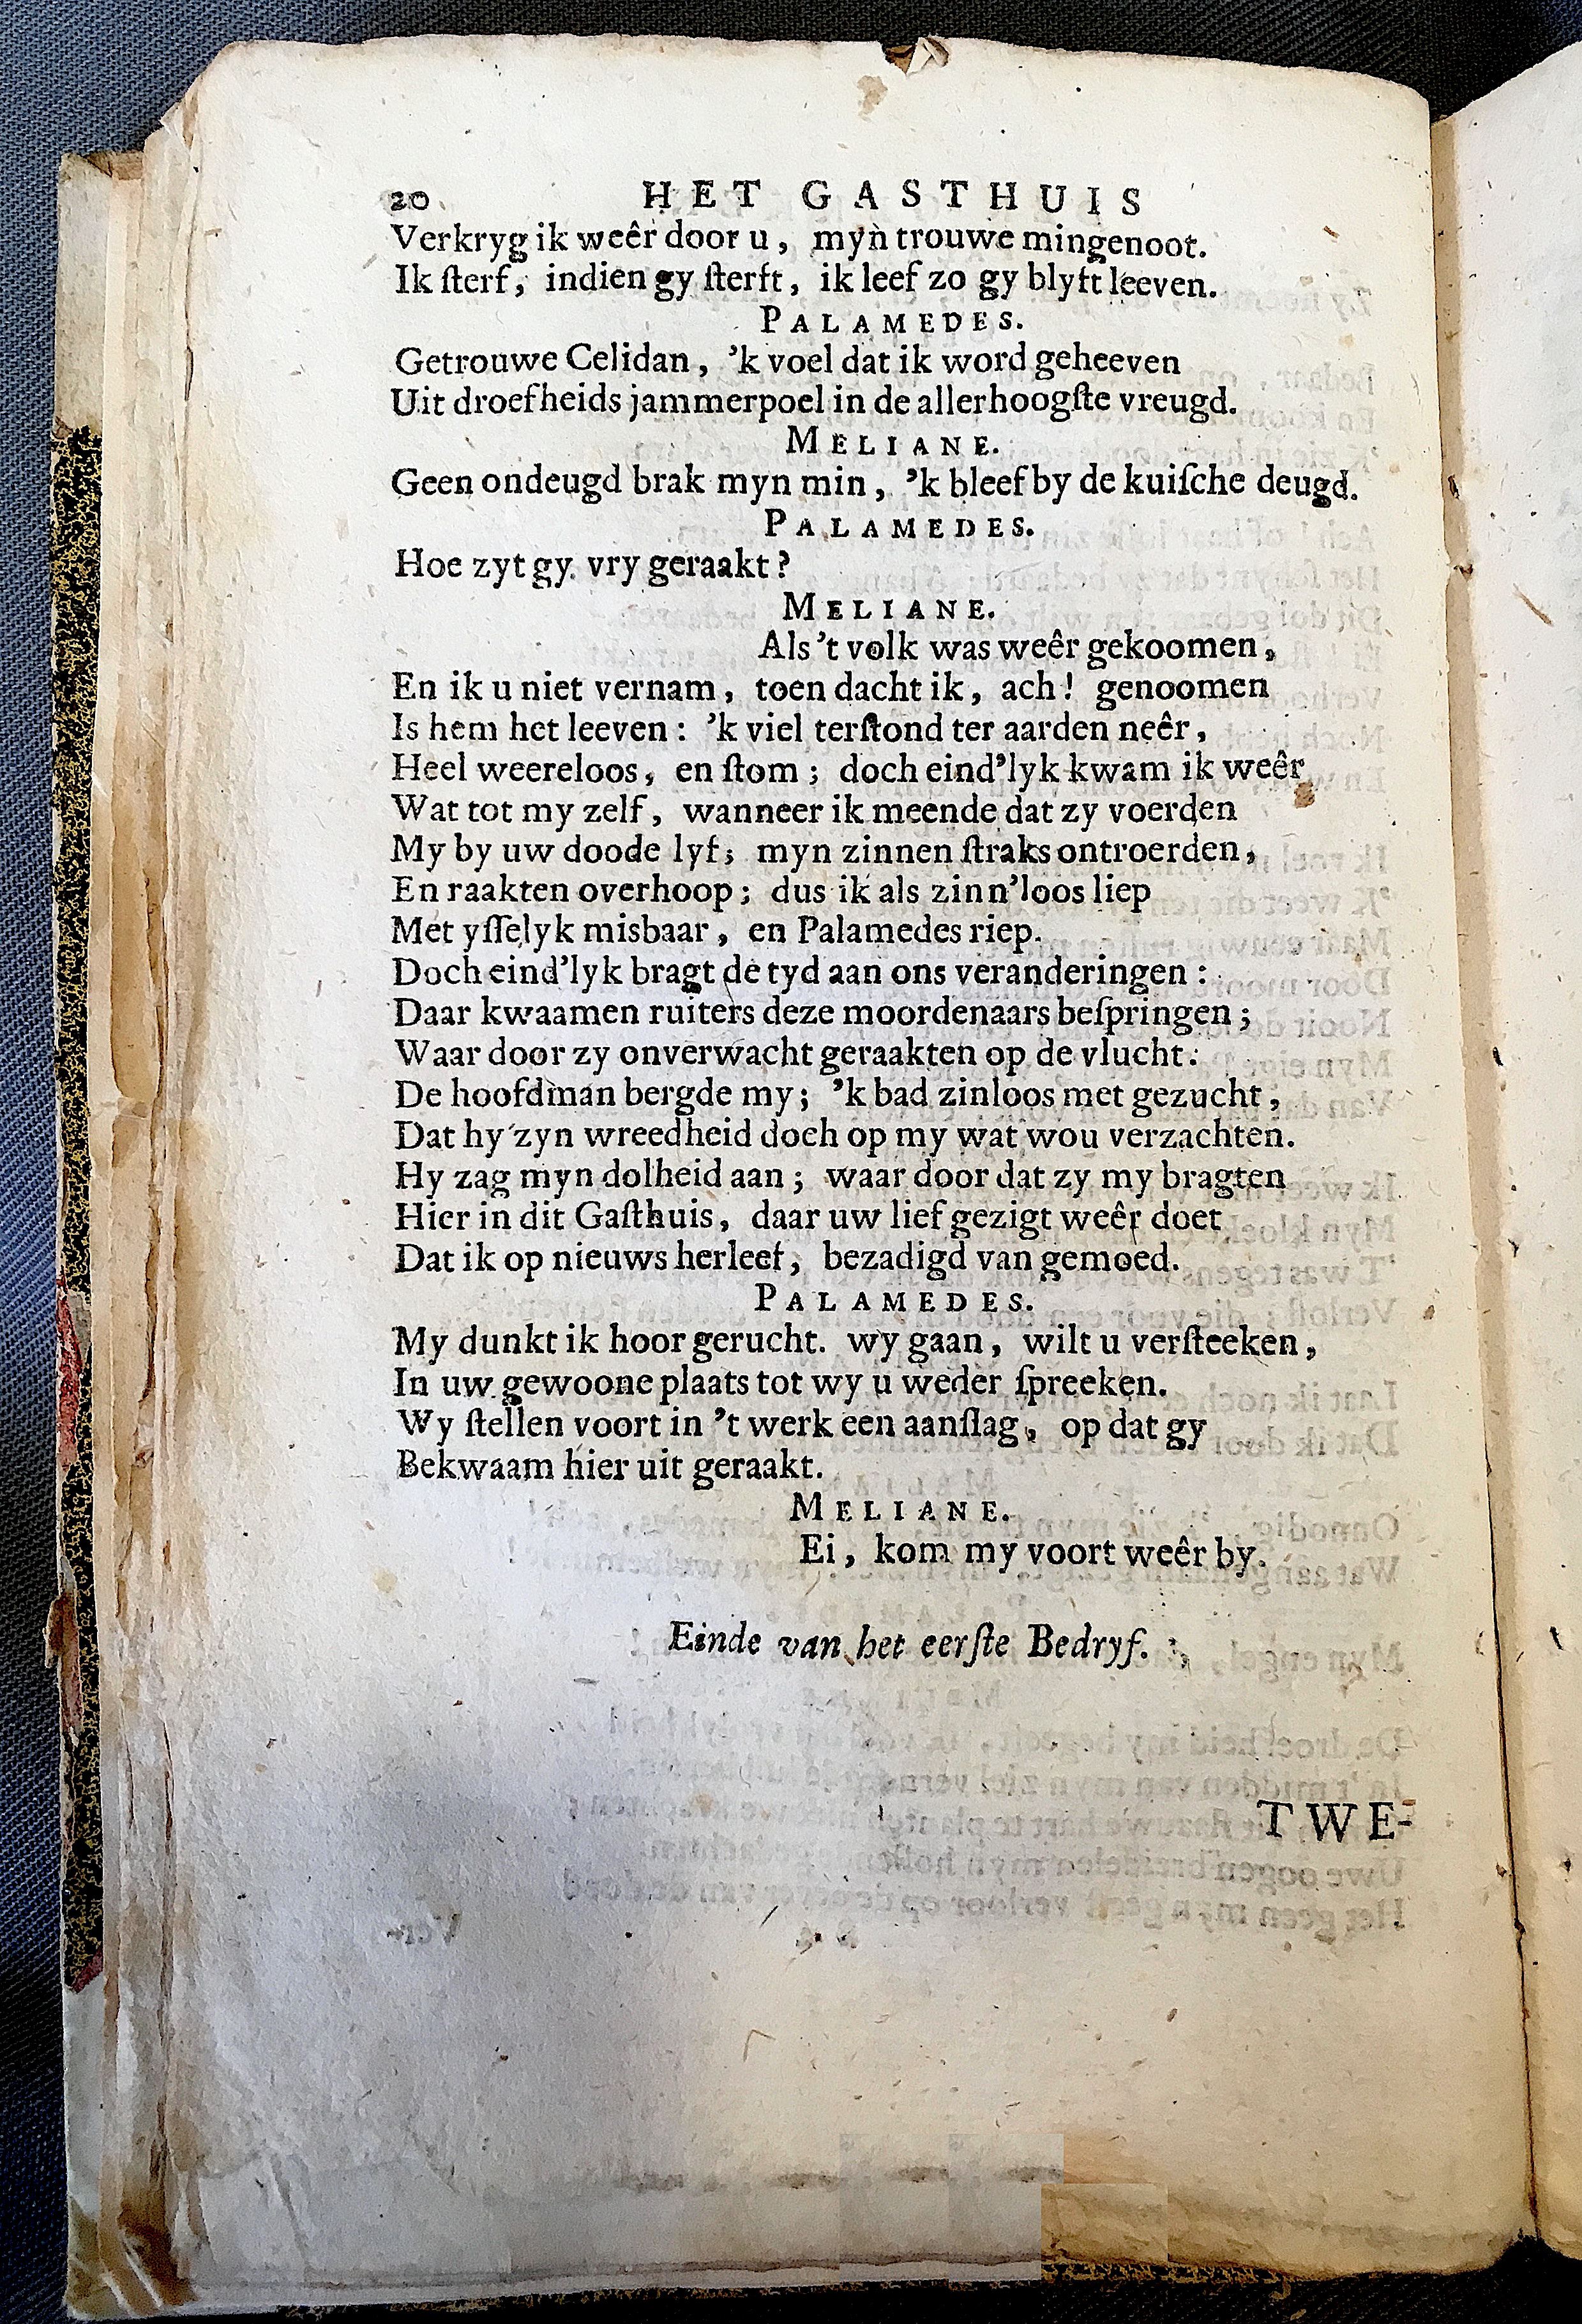 20 HET GASTHUIS
Verkryg ik weêr door u, myn trouwe mingenoot.
Ik ſterf, indien gy ſterft, ik leef zo gy blyft leeven.
PALAMEDES.
Getrouwe Celidan, 'k voel dat ik word geheeven
Uit droefheids jammerpoel in de allerhoogſte vreugd.
MELIANE.
Geen ondeugd brak myn min, 'k bleef by de kuiſche deugd.
PALAMEDES.
Hoe zyt gy vry geraakt?
MELIANE.
Als 't volk was weêr gekoomen,
En ik u niet vernam, toen dacht ik, ach! genoomen
Is hem het leeven: 'k viel terſtond ter aarden neêr,
Heel weereloos, en ſtom; doch eind'lyk kwam ik weêr
Wat tot my zelf, wanneer ik meende dat zy voerden
My by uw doode lyf; myn zinnen ſtraks ontroerden,
En raakten overhoop; dus ik als zinn'loos liep
Met yſſelyk misbaar, en Palamedes riep.
Doch eind'lyk bragt de tyd aan ons veranderingen:
Daar kwaamen ruiters deze moordenaars beſpringen;
Waar door zy onverwacht geraakten op de vlucht.
De hoofdman bergde my; 'k bad zinloos met gezucht,
Dat hy zyn wreedheid doch op my wat wou verzachten.
Hy zag myn dolheid aan; waar door dat zy my bragten
Hier in dit Gaſthuis, daar uw lief gezigt weêr doet
Dat ik op nieuws herleef, bezadigd van gemoed.
PALAMEDES.
My dunkt ik hoor gerucht. wy gaan, wilt u verſteeken,
In uw gewoone plaats tot wy u weder ſpreeken.
Wy ſtellen voort in 't werk een aanſlag, op dat gy
Bekwaam hier uit geraakt.
MELIANE.
Ei, kom my voort weêr by.
Einde van het eerſte Bedryf.
TWE-